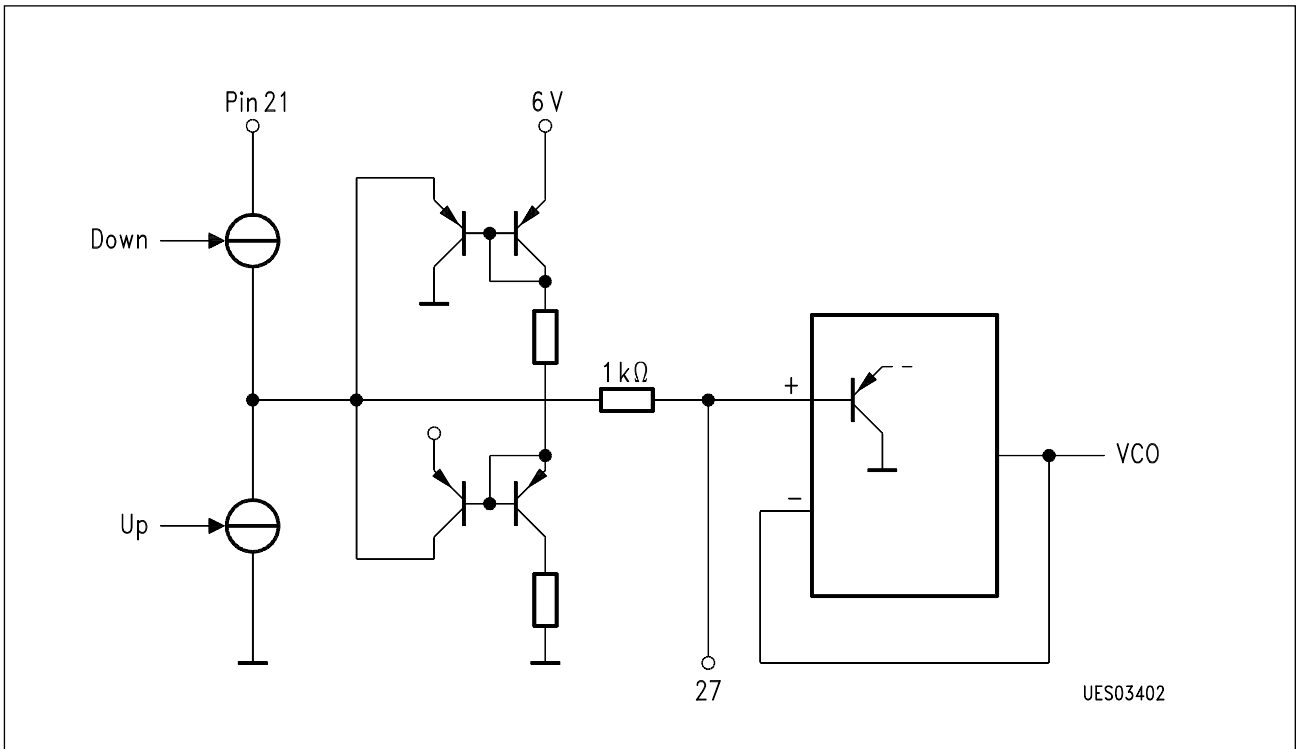 Pin 21
6 V
Down
1 kΩ
+
VCO
−
Up
27
UES03402